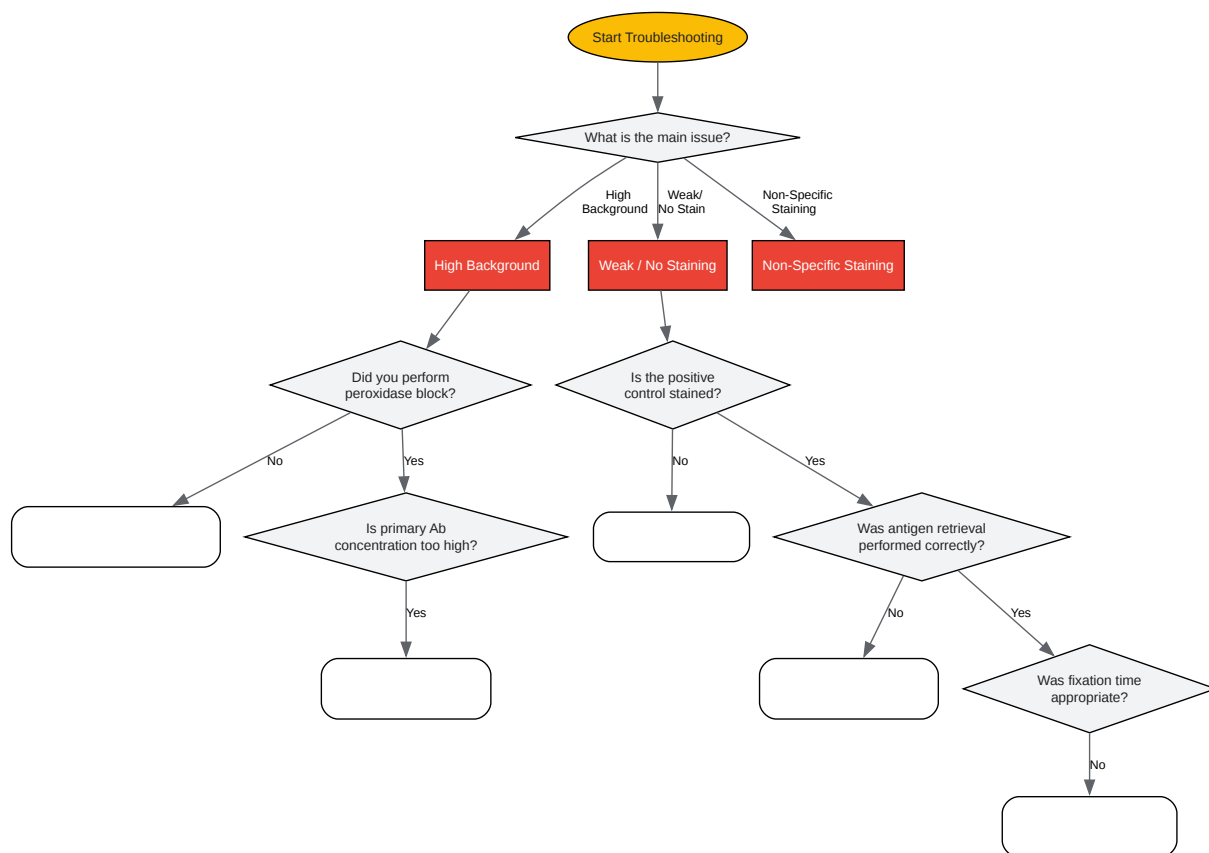 Start Troubleshooting
What is the main issue?
High
Background
Weak/
No Stain
Non-Specific
Staining
High Background
Weak / No Staining
Non-Specific Staining
Did you perform
peroxidase block?
Is the positive
control stained?
No
Yes
No
Yes
Is primary Ab
concentration too high?
Was antigen retrieval
performed correctly?
Yes
No
Yes
Was fixation time
appropriate?
No